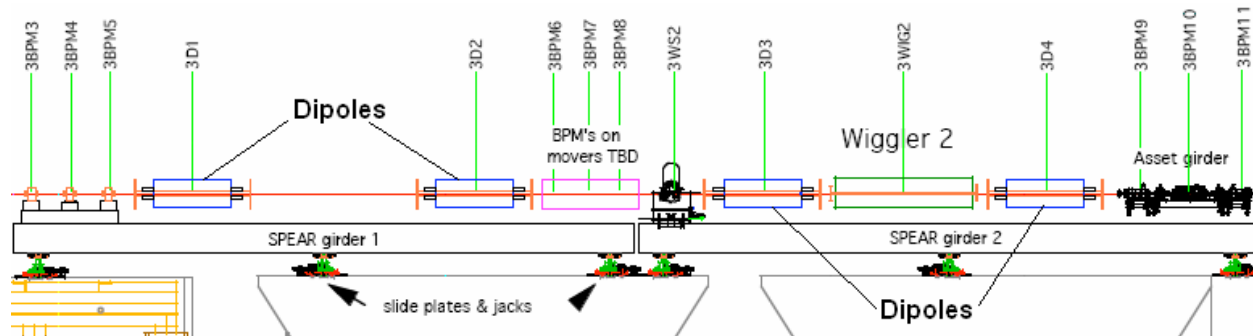 3BPM3
3BPM4
3BPM5
3D1
3D2
3BPM6
3BPM7
3BPM8
3WS2
3D3
3WIG2
3D4
3BPM9
3BPM10
3BPM11
Dipoles
BPM's on
movers TBD
Wiggler 2
Asset girder
SPEAR girder 1
SPEAR girder 2
slide plates & jacks
Dipoles